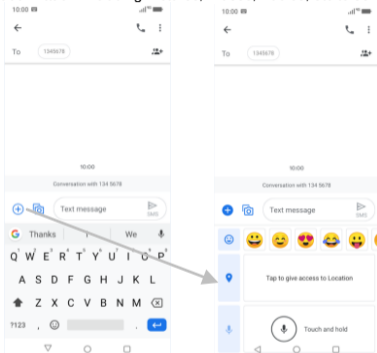 10:00
To 1345678
10:00
Conversation with 134 5678
Text message
SMS
Thanks I We
Q W E R T Y U I O P
A S D F G H J K L
Z X C V B N M
?123 , .
10:00
To 1345678
10:00
Conversation with 134 5678
Text message
SMS
Tap to give access to Location
Touch and hold